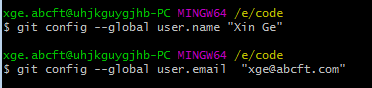 xge.abcft@uhjkguygjhb-PC MINGW64 /e/code
$ git config --global user.name "Xin Ge"
xge.abcft@uhjkguygjhb-PC MINGW64 /e/code
$ git config --global user.email  "xge@abcft.com"